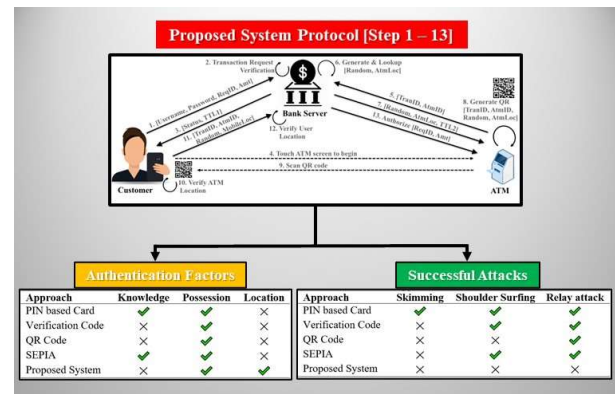 Proposed System Protocol [Step 1 – 13]
2. Transaction Request
Verification
6. Generate & Lookup
[Random, AtmLoc]
1. [Username, Password, ReqID, Amt]
3. [Status, TTL1]
11. [TranID, AtmID,
Random, MobileLoc]
Bank Server
12. Verify User
Location
5. [TranID, AtmID]
7. [Random, AtmLoc, TTL2]
13. Authorize [ReqID, Amt]
8. Generate QR
[TranID, AtmID,
Random, AtmLoc]
4. Touch ATM screen to begin
9. Scan QR code
Customer
10. Verify ATM
Location
ATM
Authentication Factors
Approach Knowledge Possession Location
PIN based Card ✓ ✓ ×
Verification Code × ✓ ×
QR Code × ✓ ×
SEPIA ✓ ✓ ×
Proposed System × ✓ ✓
Successful Attacks
Approach Skimming Shoulder Surfing Relay attack
PIN based Card ✓ ✓ ✓
Verification Code × ✓ ✓
QR Code × × ✓
SEPIA × ✓ ✓
Proposed System × × ×